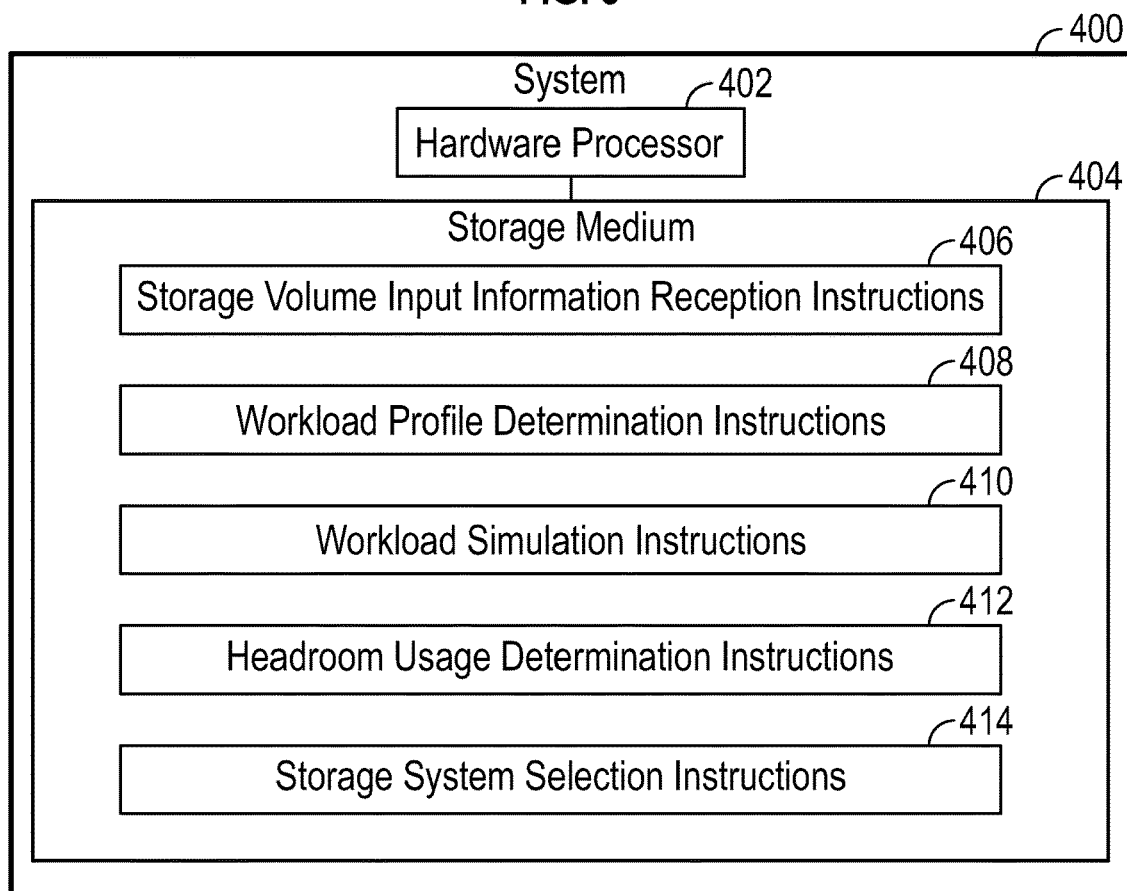 400
System
402
Hardware Processor
404
Storage Medium
406
Storage Volume Input Information Reception Instructions
408
Workload Profile Determination Instructions
410
Workload Simulation Instructions
412
Headroom Usage Determination Instructions
414
Storage System Selection Instructions